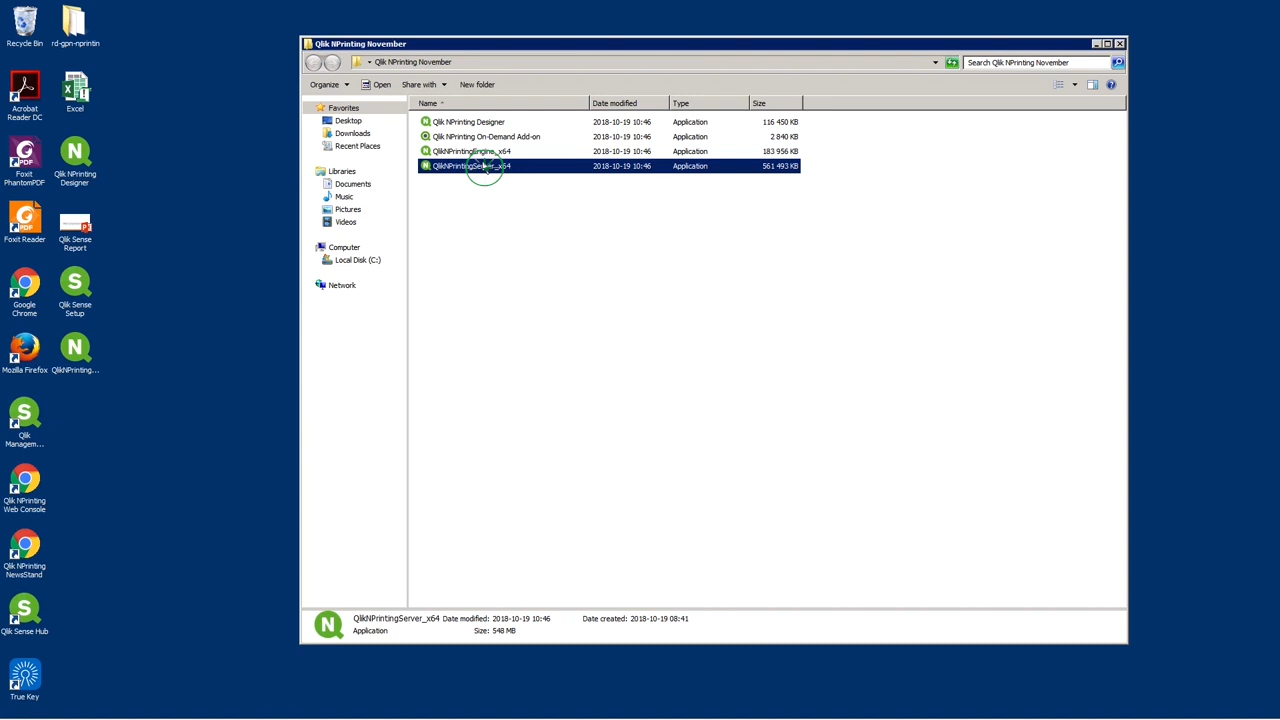 Recycle Bin
rd-gpn-nprintin
Acrobat
Reader DC
Excel
Foxit
PhantomPDF
Qlik NPrinting
Designer
Foxit Reader
Qlik Sense
Report
Google
Chrome
Qlik Sense
Setup
Mozilla Firefox
QlikNPrinting...
Qlik
Managem...
Qlik NPrinting
Web Console
Qlik NPrinting
NewsStand
Qlik Sense Hub
True Key
Qlik NPrinting November
Qlik NPrinting November
Search Qlik NPrinting November
Organize
Open
Share with
New folder
Favorites
Desktop
Downloads
Recent Places
Libraries
Documents
Music
Pictures
Videos
Computer
Local Disk (C:)
Network
Name Date modified Type Size
Qlik NPrinting Designer 2018-10-19 10:46 Application 116 450 KB
Qlik NPrinting On-Demand Add-on 2018-10-19 10:46 Application 2 840 KB
QlikNPrintingEngine_x64 2018-10-19 10:46 Application 183 956 KB
QlikNPrintingServer_x64 2018-10-19 10:46 Application 561 493 KB
QlikNPrintingServer_x64 Date modified: 2018-10-19 10:46 Date created: 2018-10-19 08:41
Application Size: 548 MB